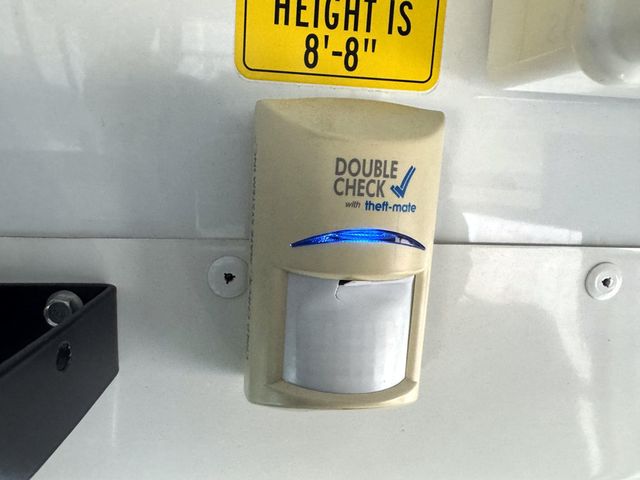 HEIGHT IS
8'-8"
DOUBLE
CHECK
with theft-mate